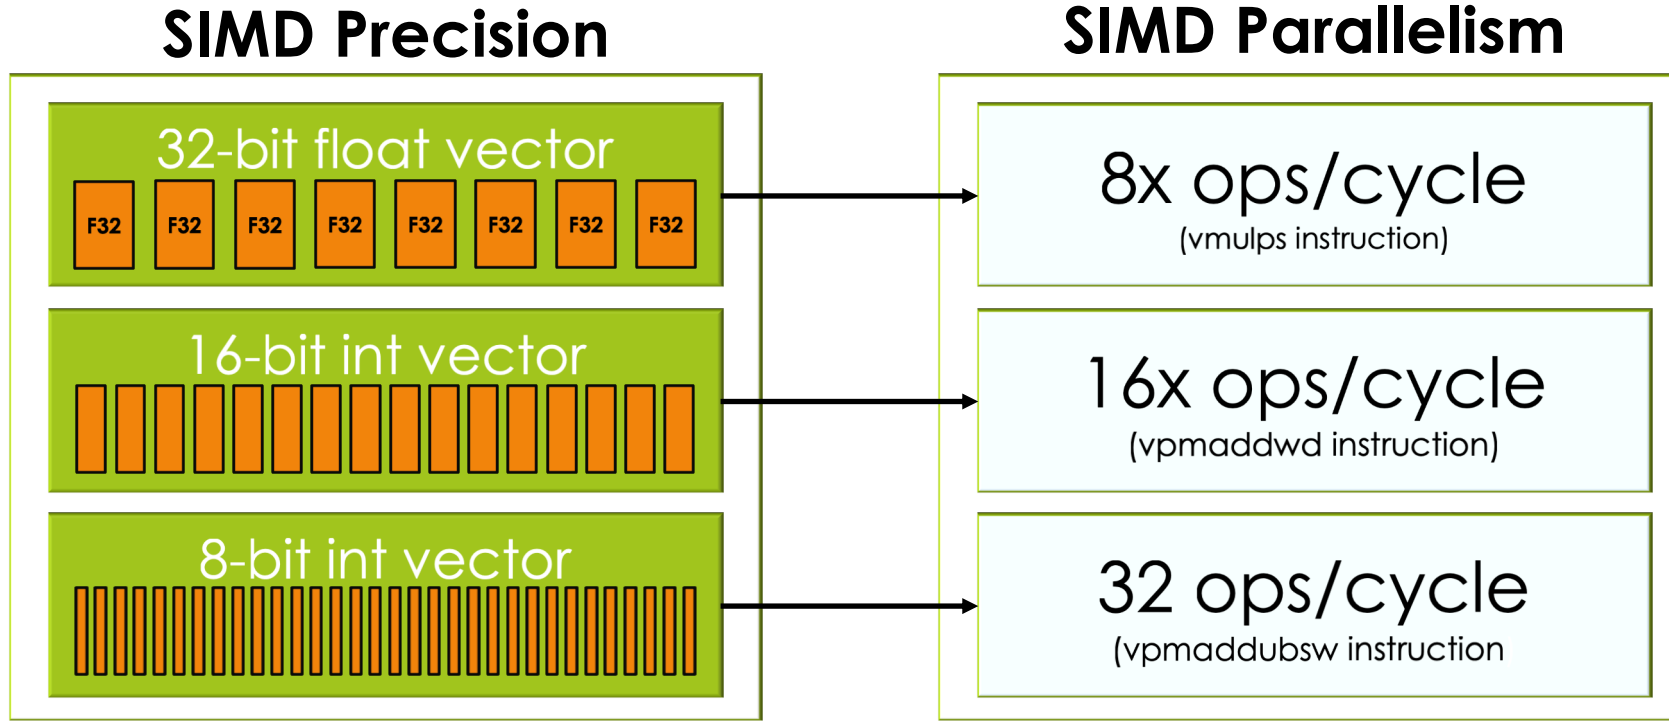 SIMD Precision
SIMD Parallelism
32-bit float vector
F32 F32 F32 F32 F32 F32 F32 F32
8x ops/cycle
(vmulps instruction)
16-bit int vector
16x ops/cycle
(vpmaddwd instruction)
8-bit int vector
32 ops/cycle
(vpmaddubsw instruction